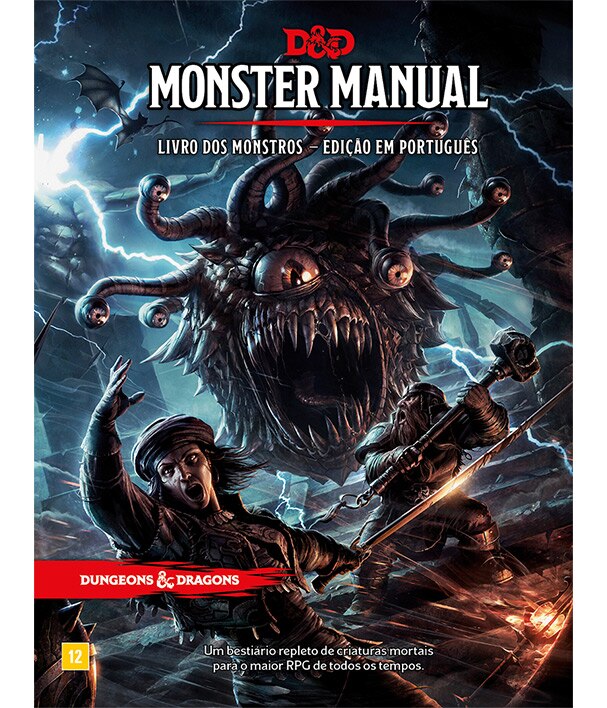 D&D
MONSTER MANUAL
LIVRO DOS MONSTROS – EDIÇÃO EM PORTUGUÊS
DUNGEONS & DRAGONS
Um bestiário repleto de criaturas mortais
para o maior RPG de todos os tempos.
12